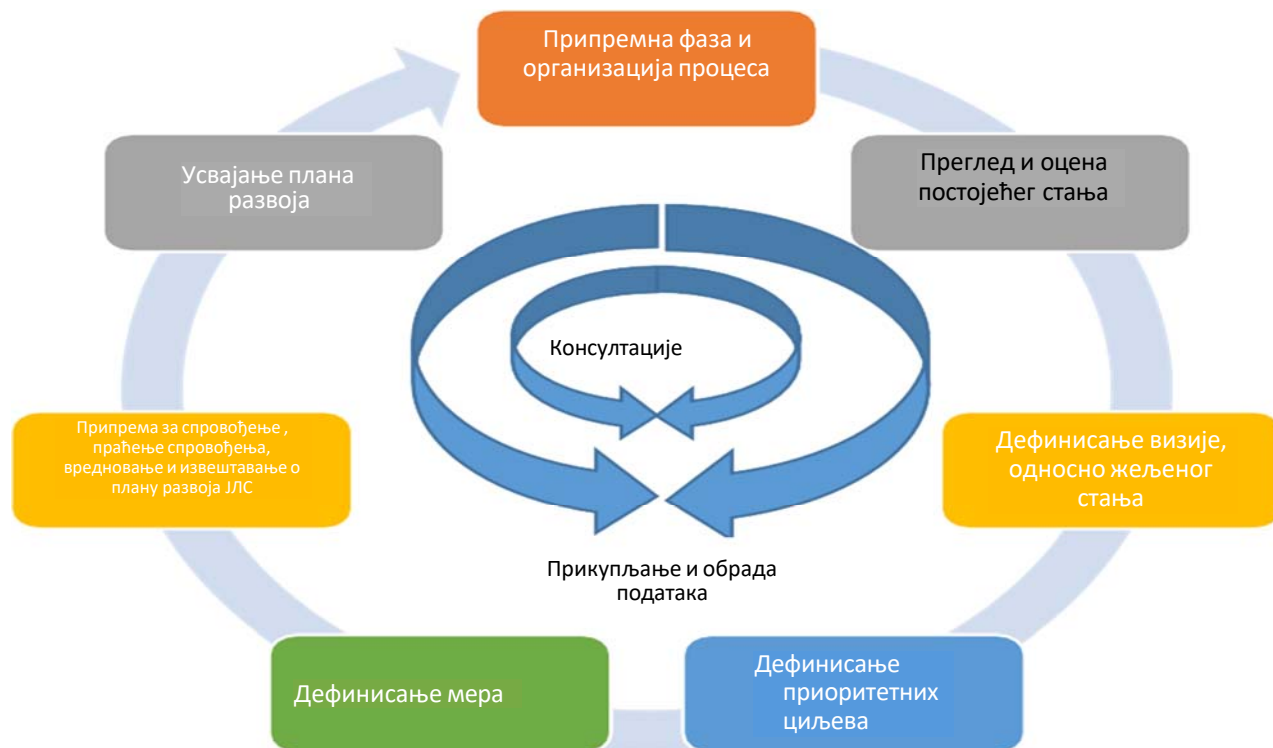 Припремна фаза и
организација процеса
Преглед и оцена
постојећег стања
Усвајање плана
развоја
Консултације
Припрема за спровођење ,
праћење спровођења,
вредновање и извештавање о
плану развоја ЈЛС
Дефинисање визије,
односно жељеног
стања
Прикупљање и обрада
података
Дефинисање мера
Дефинисање
приоритетних
циљева